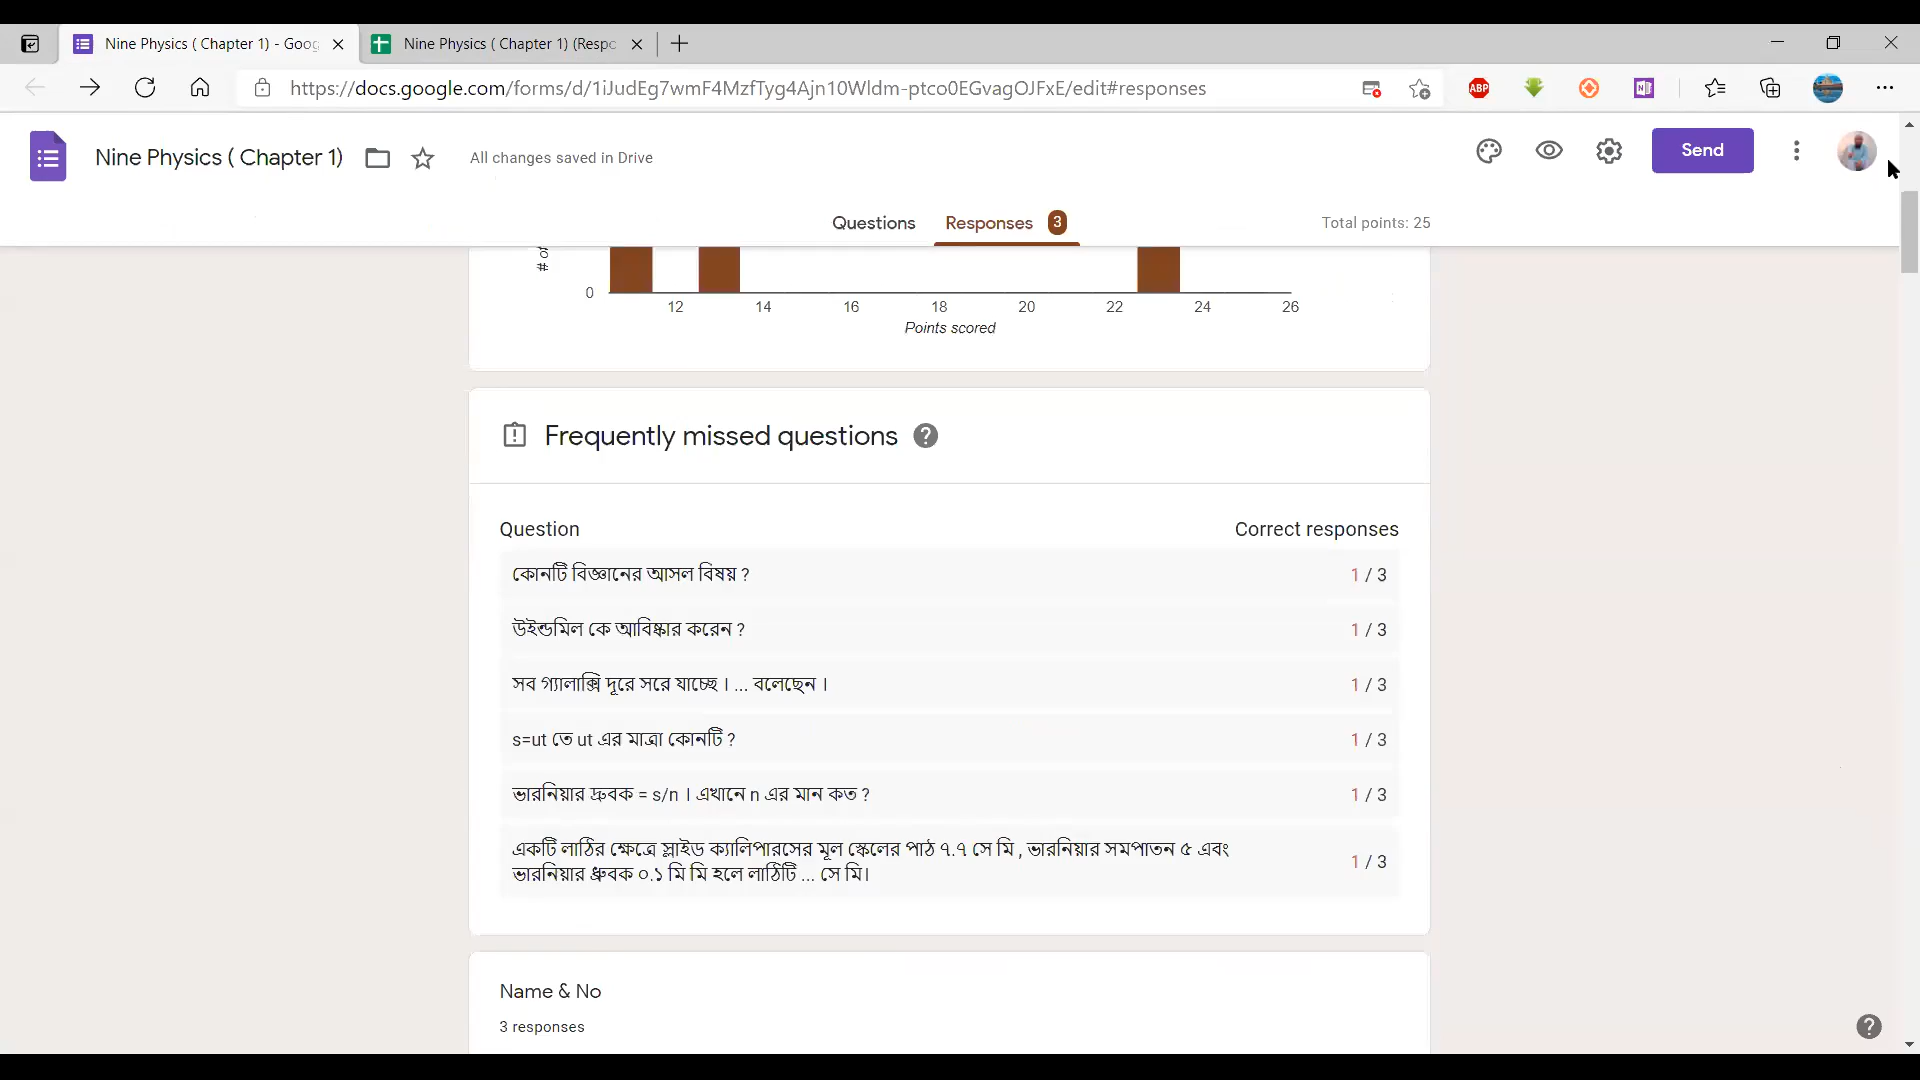 Nine Physics ( Chapter 1) - Goog
Nine Physics ( Chapter 1) (Respo
https://docs.google.com/forms/d/1iJudEg7wmF4MzfTyg4Ajn10Wldm-ptco0EGvagOJFxE/edit#responses
ABP
Nine Physics ( Chapter 1)
All changes saved in Drive
Send
Questions
Responses 3
Total points: 25
# of
0
12 14 16 18 20 22 24 26
Points scored
Frequently missed questions
Question Correct responses
কোনটি বিজ্ঞানের আসল বিষয় ? 1 / 3
উইন্ডমিল কে আবিষ্কার করেন ? 1 / 3
সব গ্যালাক্সি দূরে সরে যাচ্ছে । ... বলেছেন । 1 / 3
s=ut তে ut এর মাত্রা কোনটি ? 1 / 3
ভারনিয়ার দ্রুবক = s/n । এখানে n এর মান কত ? 1 / 3
একটি লাঠির ক্ষেত্রে স্লাইড ক্যালিপারসের মূল স্কেলের পাঠ ৭.৭ সে মি , ভারনিয়ার সমপাতন ৫ এবং
ভারনিয়ার ধ্রুবক ০.১ মি মি হলে লাঠিটি ... সে মি। 1 / 3
Name & No
3 responses